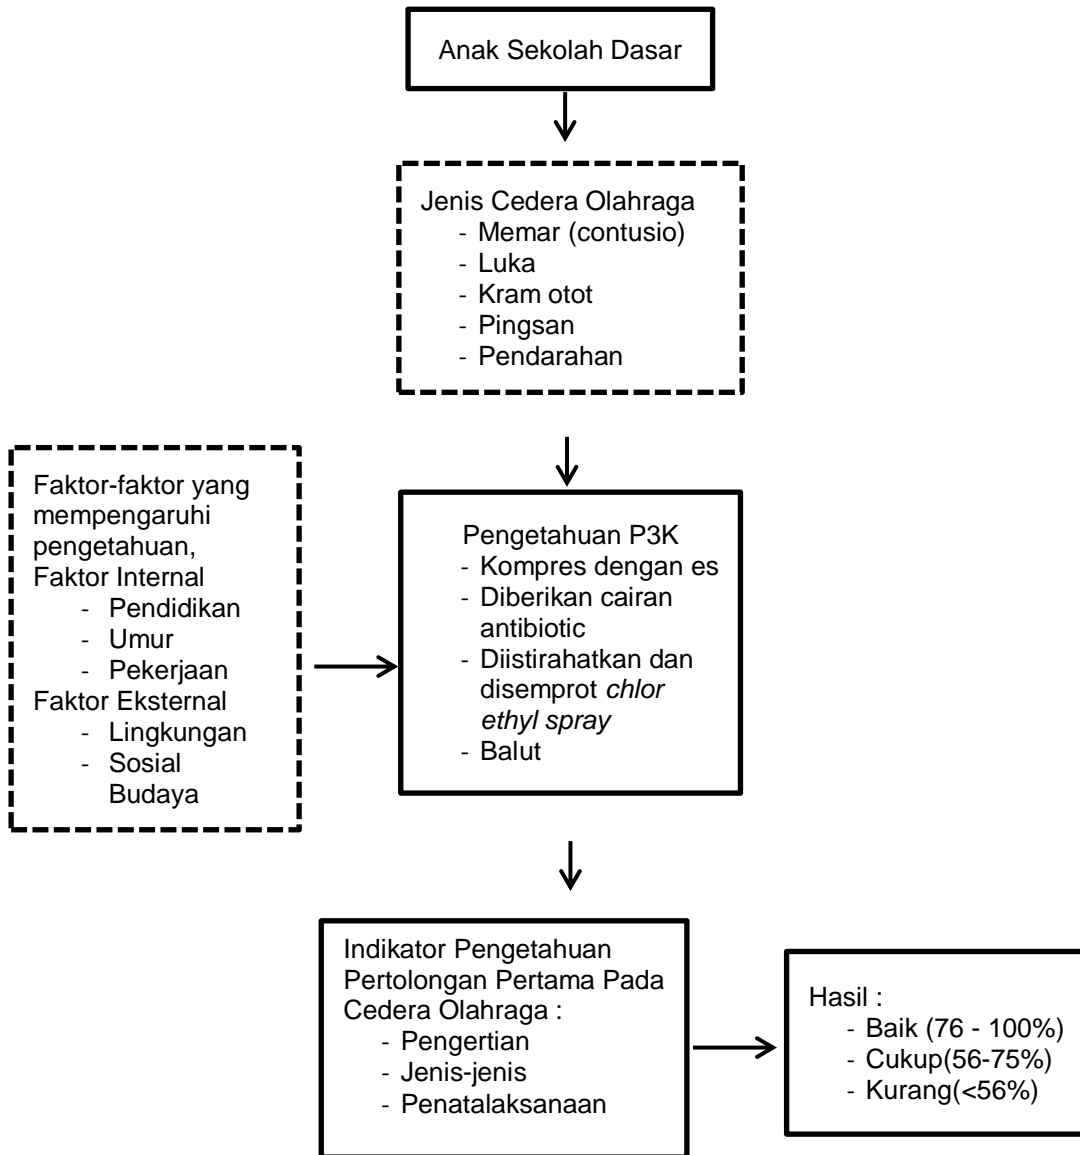 Anak Sekolah Dasar
Jenis Cedera Olahraga
- Memar (contusio)
- Luka
- Kram otot
- Pingsan
- Pendarahan
Faktor-faktor yang
mempengaruhi
pengetahuan,
Faktor Internal
- Pendidikan
- Umur
- Pekerjaan
Faktor Eksternal
- Lingkungan
- Sosial
Budaya
Pengetahuan P3K
- Kompres dengan es
- Diberikan cairan
antibiotic
- Diistirahatkan dan
disemprot chlor
ethyl spray
- Balut
Indikator Pengetahuan
Pertolongan Pertama Pada
Cedera Olahraga :
- Pengertian
- Jenis-jenis
- Penatalaksanaan
Hasil :
- Baik (76 - 100%)
- Cukup(56-75%)
- Kurang(<56%)